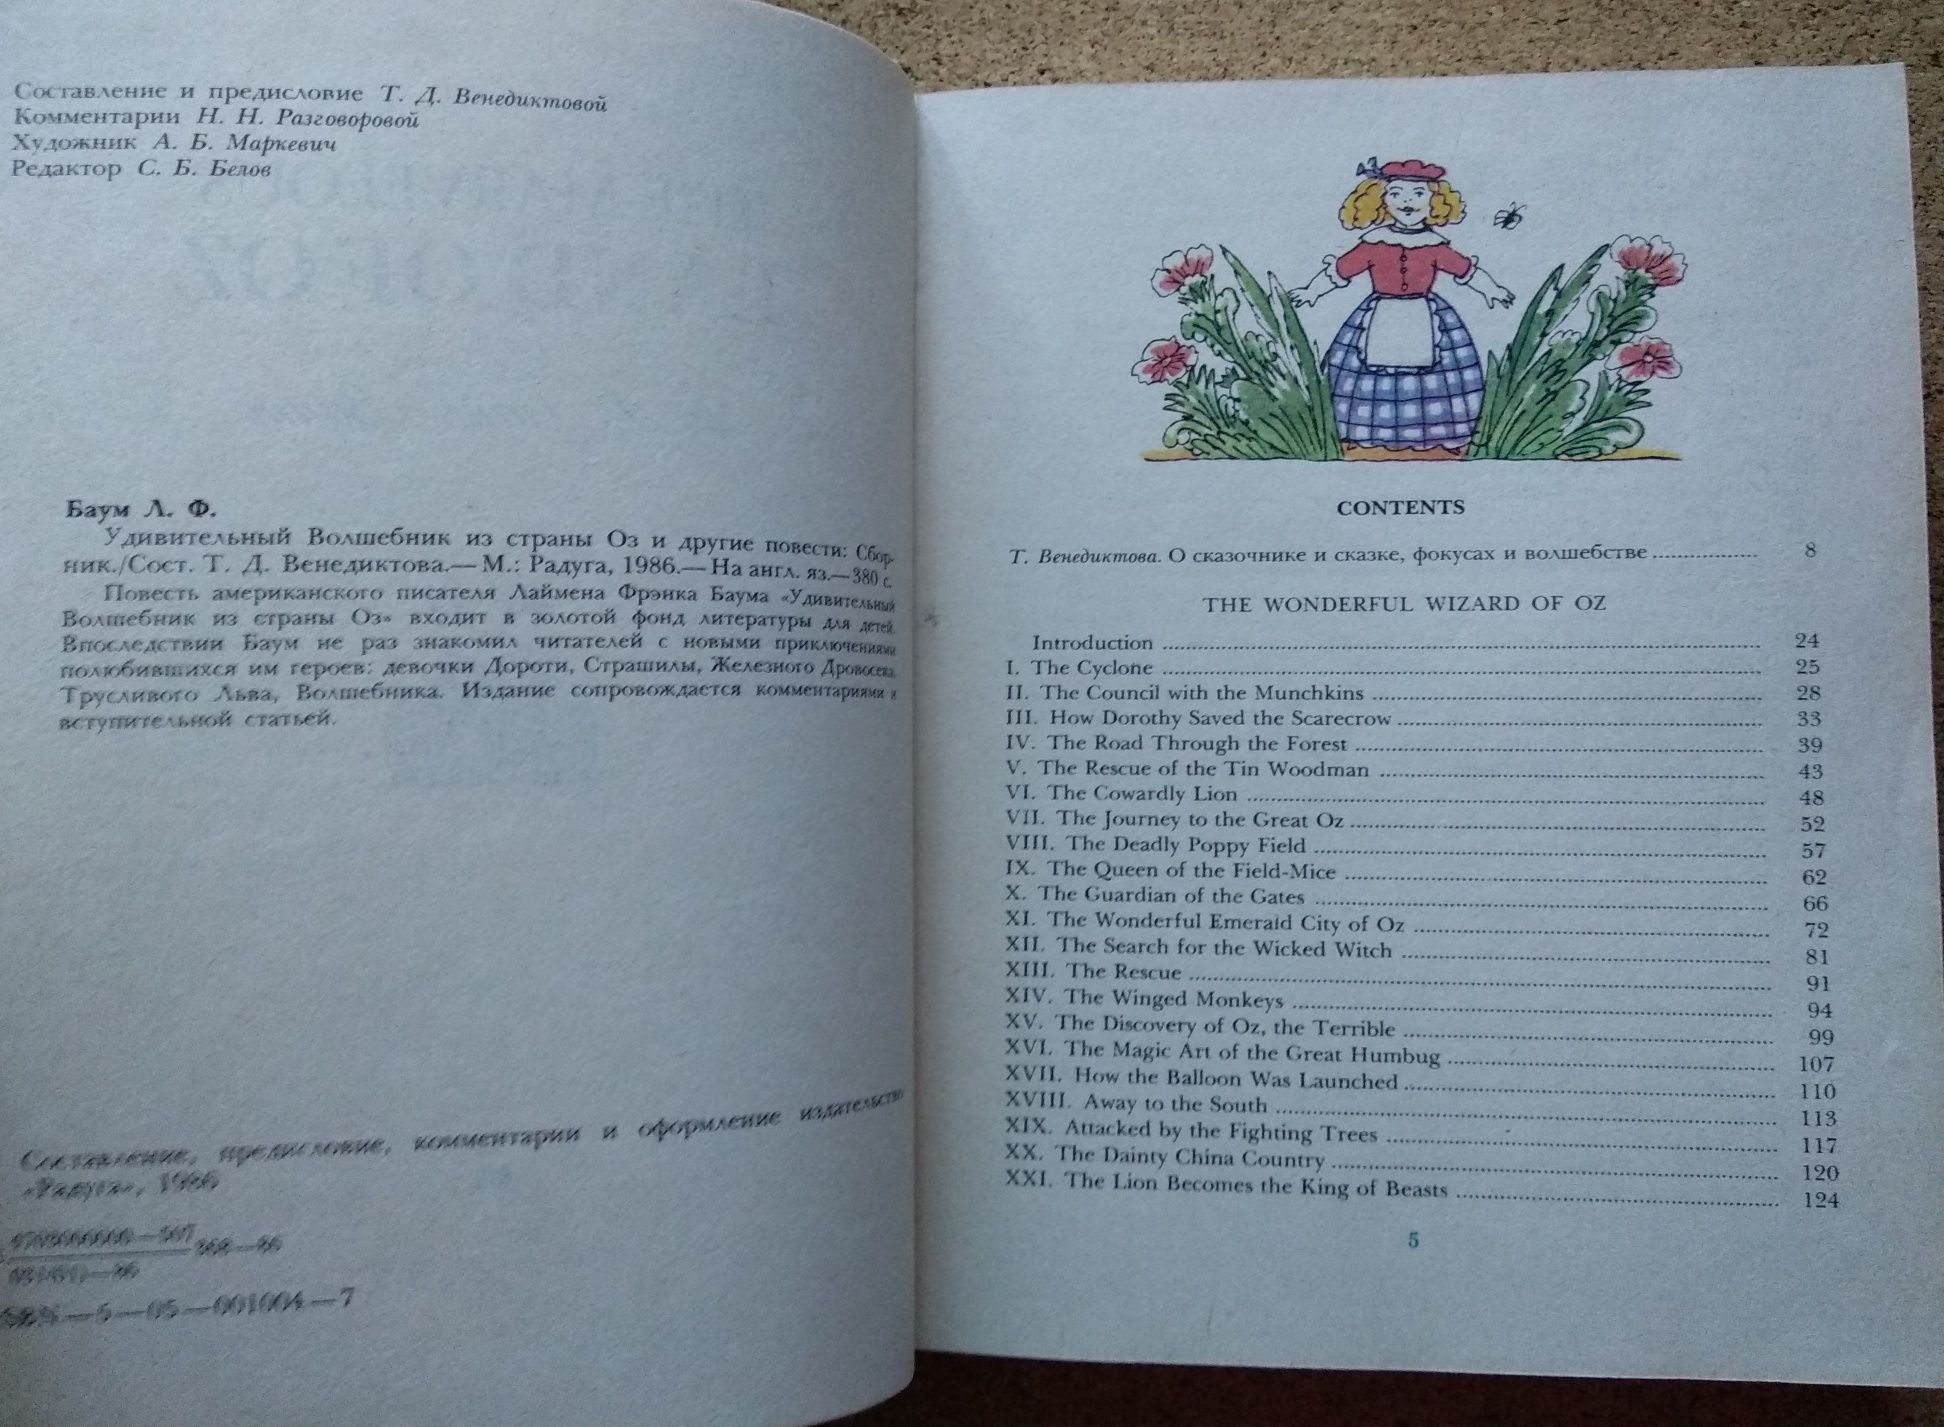 Составление и предисловие Т. Д. Венедиктовой
Комментарии Н. Н. Разговоровой
Художник А. Б. Маркевич
Редактор С. Б. Белов
Баум Л. Ф.
Удивительный Волшебник из страны Оз и другие повести: Сбор-
ник./Сост. Т. Д. Венедиктова.— М.: Радуга, 1986.— На англ. яз.—380 с.
Повесть американского писателя Лаймена Фрэнка Баума «Удивительный
Волшебник из страны Оз» входит в золотой фонд литературы для детей.
Впоследствии Баум не раз знакомил читателей с новыми приключениями
полюбившихся им героев: девочки Дороти, Страшилы, Железного Дровосека,
Трусливого Льва, Волшебника. Издание сопровождается комментариями и
вступительной статьей.
Составление, предисловие, комментарии и оформление издательство
«Радуга», 1986
—5—05—001004—7
CONTENTS
Т. Венедиктова. О сказочнике и сказке, фокусах и волшебстве ................ 8
THE WONDERFUL WIZARD OF OZ
Introduction ................ 24
I. The Cyclone ................ 25
II. The Council with the Munchkins ................ 28
III. How Dorothy Saved the Scarecrow ................ 33
IV. The Road Through the Forest ................ 39
V. The Rescue of the Tin Woodman ................ 43
VI. The Cowardly Lion ................ 48
VII. The Journey to the Great Oz ................ 52
VIII. The Deadly Poppy Field ................ 57
IX. The Queen of the Field-Mice ................ 62
X. The Guardian of the Gates ................ 66
XI. The Wonderful Emerald City of Oz ................ 72
XII. The Search for the Wicked Witch ................ 81
XIII. The Rescue ................ 91
XIV. The Winged Monkeys ................ 94
XV. The Discovery of Oz, the Terrible ................ 99
XVI. The Magic Art of the Great Humbug ................ 107
XVII. How the Balloon Was Launched ................ 110
XVIII. Away to the South ................ 113
XIX. Attacked by the Fighting Trees ................ 117
XX. The Dainty China Country ................ 120
XXI. The Lion Becomes the King of Beasts ................ 124
5